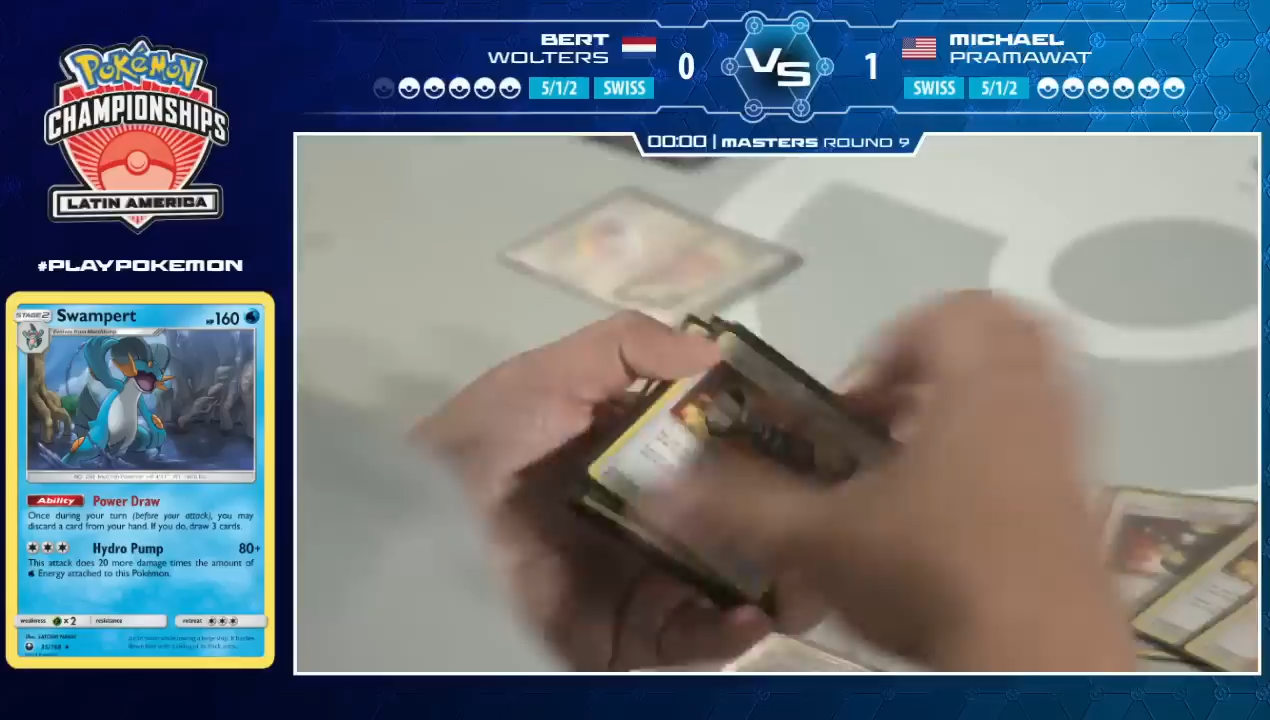 Pokémon
CHAMPIONSHIPS
LATIN AMERICA
#PLAYPOKEMON
BERT
WOLTERS
0
VS
1
MICHAEL
PRAMAWAT
5/1/2
SWISS
SWISS
5/1/2
00:00 | MASTERS ROUND 9
STAGE 2
Swampert
HP 160
Ability Power Draw
Once during your turn (before your attack), you may
discard a card from your hand. If you do, draw 3 cards.
Hydro Pump 80+
This attack does 20 more damage times the amount of
Energy attached to this Pokémon.
weakness ×2 resistance retreat